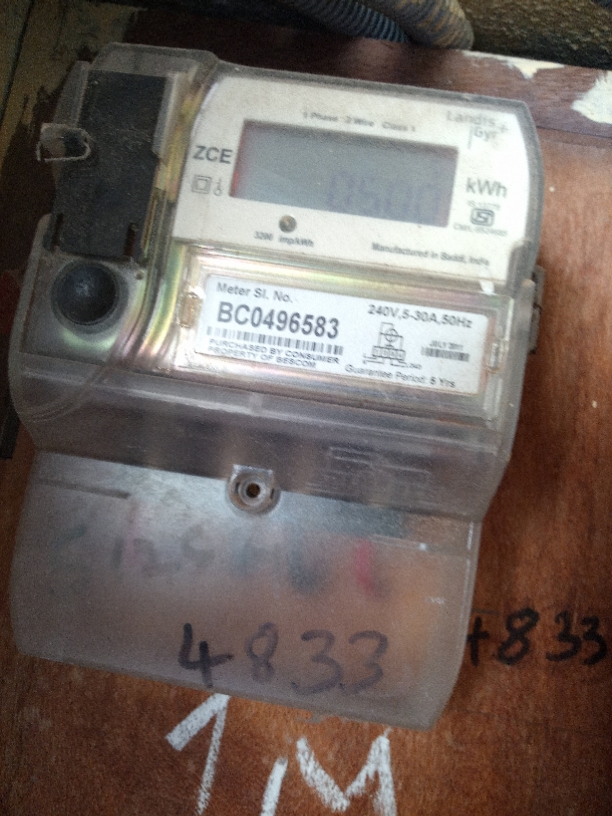 1 Phase 2 Wire Class 1
Landis +
Gyr
ZCE
kWh
3200 imp/kWh
Manufactured in Baddi, India
Meter Sl. No.
BC0496583
240V,5-30A,50Hz
PURCHASED BY CONSUMER
PROPERTY OF BESCOM
JULY 2011
Guarantee Period: 5 Yrs
4833
4833
1M